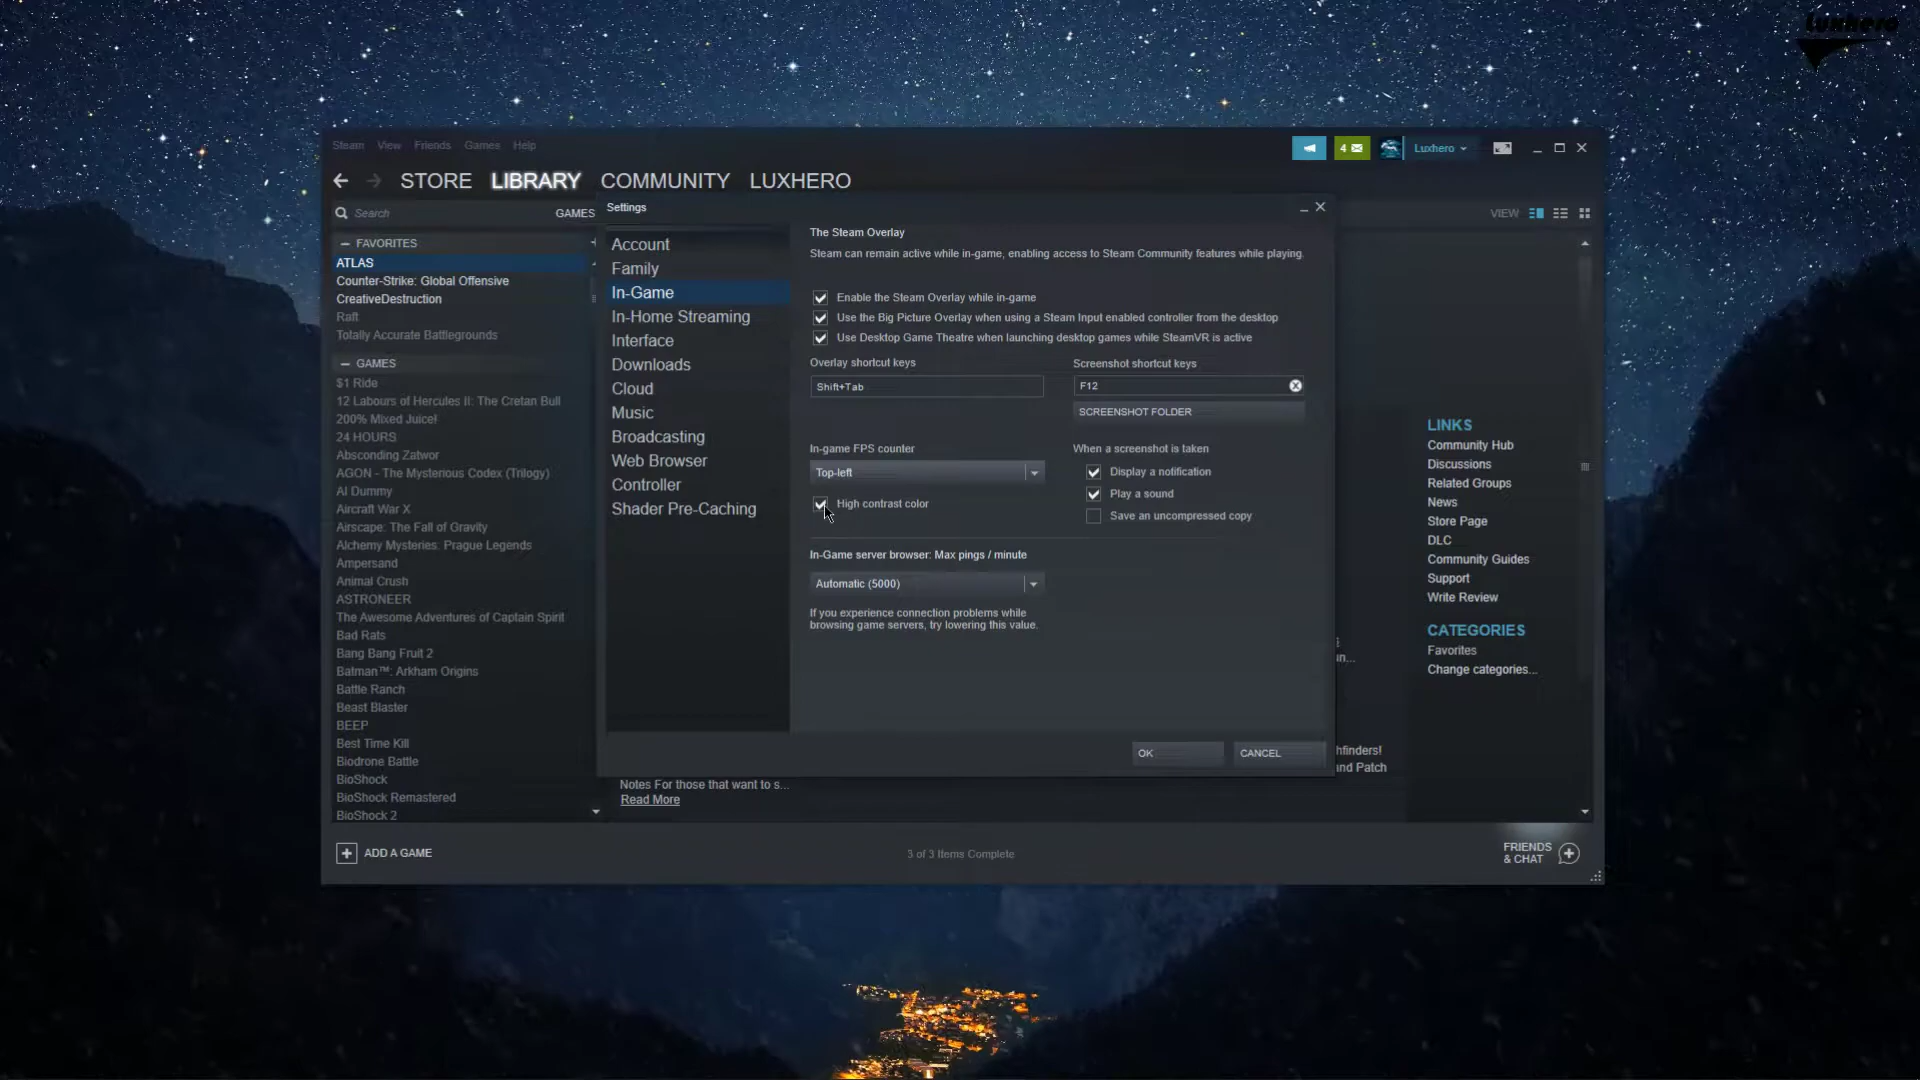 Luxhero
Steam View Friends Games Help
4
Luxhero
STORE LIBRARY COMMUNITY LUXHERO
Search
GAMES
VIEW
FAVORITES
ATLAS
Counter-Strike: Global Offensive
CreativeDestruction
Raft
Totally Accurate Battlegrounds
GAMES
$1 Ride
12 Labours of Hercules II: The Cretan Bull
200% Mixed Juice!
24 HOURS
Absconding Zatwor
AGON - The Mysterious Codex (Trilogy)
AI Dummy
Aircraft War X
Airscape: The Fall of Gravity
Alchemy Mysteries: Prague Legends
Ampersand
Animal Crush
ASTRONEER
The Awesome Adventures of Captain Spirit
Bad Rats
Bang Bang Fruit 2
Batman™: Arkham Origins
Battle Ranch
Beast Blaster
BEEP
Best Time Kill
Biodrone Battle
BioShock
BioShock Remastered
BioShock 2
Settings
Account
Family
In-Game
In-Home Streaming
Interface
Downloads
Cloud
Music
Broadcasting
Web Browser
Controller
Shader Pre-Caching
The Steam Overlay
Steam can remain active while in-game, enabling access to Steam Community features while playing.
Enable the Steam Overlay while in-game
Use the Big Picture Overlay when using a Steam Input enabled controller from the desktop
Use Desktop Game Theatre when launching desktop games while SteamVR is active
Overlay shortcut keys
Shift+Tab
Screenshot shortcut keys
F12
SCREENSHOT FOLDER
In-game FPS counter
Top-left
High contrast color
When a screenshot is taken
Display a notification
Play a sound
Save an uncompressed copy
In-Game server browser: Max pings / minute
Automatic (5000)
If you experience connection problems while
browsing game servers, try lowering this value.
OK
CANCEL
LINKS
Community Hub
Discussions
Related Groups
News
Store Page
DLC
Community Guides
Support
Write Review
CATEGORIES
Favorites
Change categories...
un...
hfinders!
nd Patch
Notes For those that want to s...
Read More
ADD A GAME
3 of 3 Items Complete
FRIENDS
& CHAT